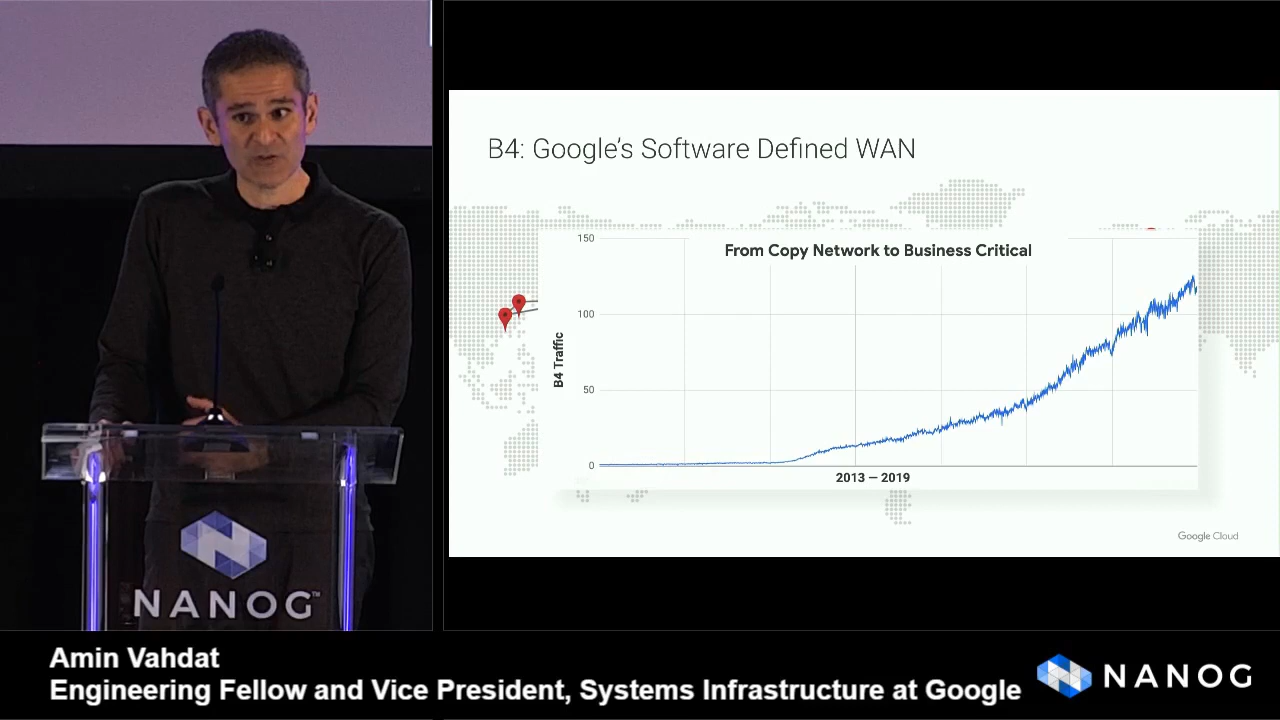 B4: Google's Software Defined WAN
From Copy Network to Business Critical
150
100
50
0
B4 Traffic
2013 – 2019
Google Cloud
NANOG™
Amin Vahdat
Engineering Fellow and Vice President, Systems Infrastructure at Google
NANOG